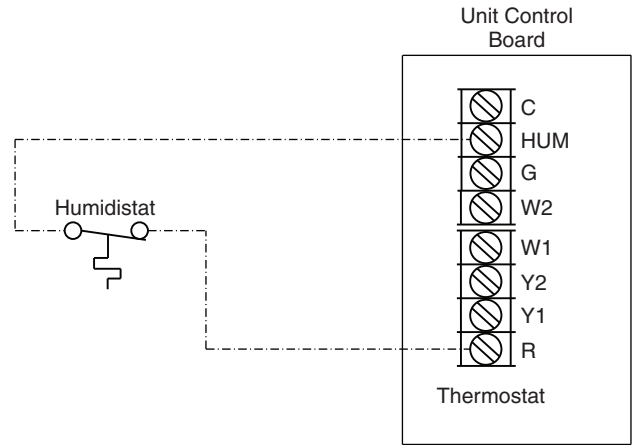 Unit Control
Board
C
HUM
G
Humidistat
W2
W1
Y2
Y1
R
Thermostat